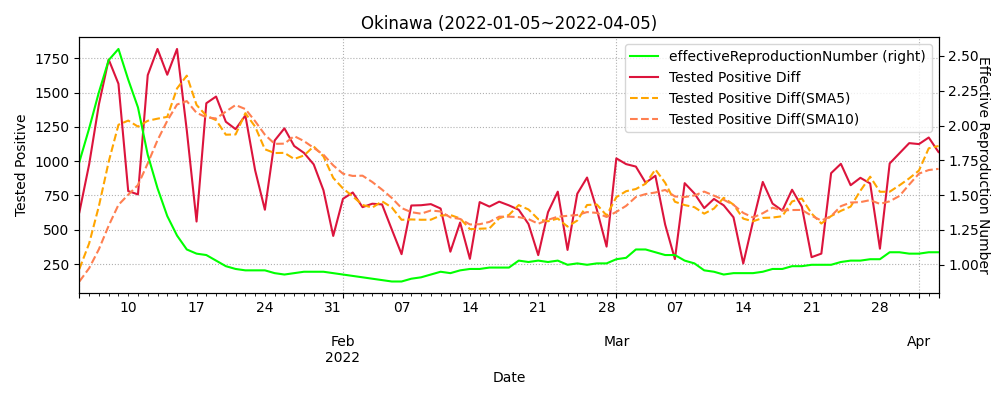 Okinawa (2022-01-05~2022-04-05)
effectiveReproductionNumber (right)
Tested Positive Diff
Tested Positive Diff(SMA5)
Tested Positive Diff(SMA10)
Tested Positive
1750
1500
1250
1000
750
500
250
2.50
2.25
2.00
1.75
1.50
1.25
1.00
Effective Reproduction Number
10 17 24 31 07 14 21 28 07 14 21 28
Feb Mar Apr
2022
Date